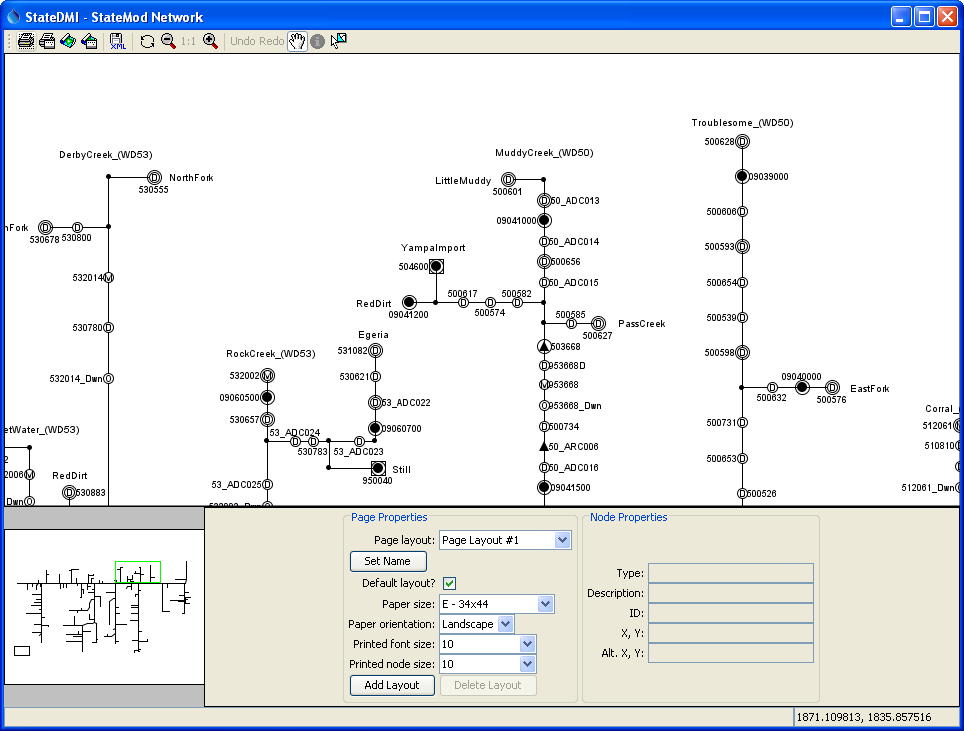 StateDMI - StateMod Network
XML 1:1 Undo Redo
Troublesome_(WD50)
500628
DerbyCreek_(WD53)
MuddyCreek_(WD50)
NorthFork
530555
LittleMuddy
500601
09039000
50_ADC013
500606
09041000
nFork
530678
530800
50_ADC014
500593
YampaImport
504600
500656
532014
50_ADC015
500654
500617
500582
RedDirt
09041200
500574
500585
500627
PassCreek
500539
530780
Egeria
531082
503668
500598
RockCreek_(WD53)
532002
530621
953668D
532014_Dwn
09060500
53_ADC022
953668
09040000
500632
500576
EastFork
530657
09060700
953668_Dwn
Corral_
etWater_(WD53)
53_ADC024
530783
53_ADC023
500734
500731
512061
50_ARC006
510810
2
Still
950040
500653
2006
RedDirt
530883
53_ADC025
50_ADC016
09041500
512061_Dwn
500526
Dwn
Page Properties
Node Properties
Page layout: Page Layout #1
Set Name
Default layout?
Paper size: E - 34x44
Paper orientation: Landscape
Printed font size: 10
Printed node size: 10
Add Layout
Delete Layout
Type:
Description:
ID:
X, Y:
Alt. X, Y:
1871.109813, 1835.857516